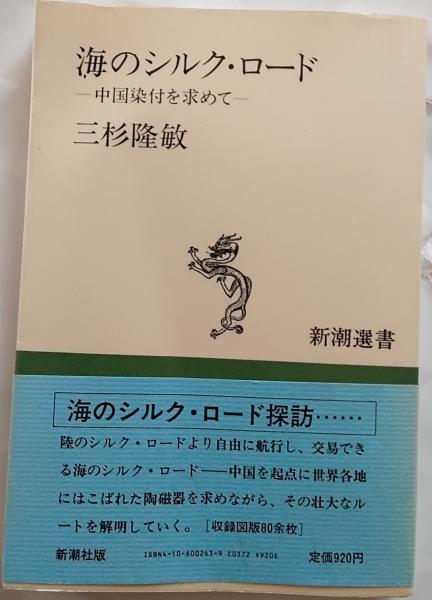 海のシルク・ロード
—中国染付を求めて—
三杉隆敏
新潮選書
海のシルク・ロード探訪……
陸のシルク・ロードより自由に航行し、交易でき
る海のシルク・ロード——中国を起点に世界各地
にはこばれた陶磁器を求めながら、その壮大なル
ートを解明していく。[収録図版80余枚]
新潮社版 ISBN4-10-600263-9 C0372 ¥920E 定価920円